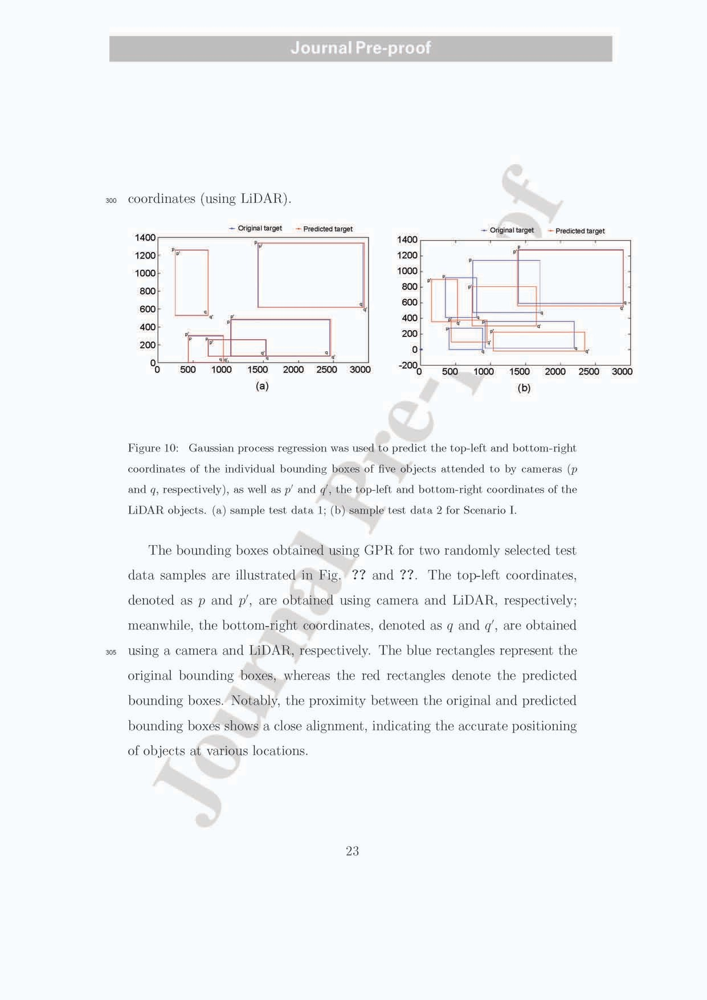 Journal Pre-proof
300 coordinates (using LiDAR).
Original target Predicted target
1400
1200
1000
800
600
400
200
0
0 500 1000 1500 2000 2500 3000
p p' q q'
p p' q q'
p' p q q'
p p' q' q
p' p q q'
(a)
Original target Predicted target
1400
1200
1000
800
600
400
200
0
-200
0 500 1000 1500 2000 2500 3000
p p' q q'
p p' q q'
p p' q q'
p p' q q'
p p' q q'
(b)
Figure 10: Gaussian process regression was used to predict the top-left and bottom-right
coordinates of the individual bounding boxes of five objects attended to by cameras (p
and q, respectively), as well as p′ and q′, the top-left and bottom-right coordinates of the
LiDAR objects. (a) sample test data 1; (b) sample test data 2 for Scenario I.
The bounding boxes obtained using GPR for two randomly selected test
data samples are illustrated in Fig. ?? and ??. The top-left coordinates,
denoted as p and p′, are obtained using camera and LiDAR, respectively;
meanwhile, the bottom-right coordinates, denoted as q and q′, are obtained
305 using a camera and LiDAR, respectively. The blue rectangles represent the
original bounding boxes, whereas the red rectangles denote the predicted
bounding boxes. Notably, the proximity between the original and predicted
bounding boxes shows a close alignment, indicating the accurate positioning
of objects at various locations.
Journal Pre-proof
23